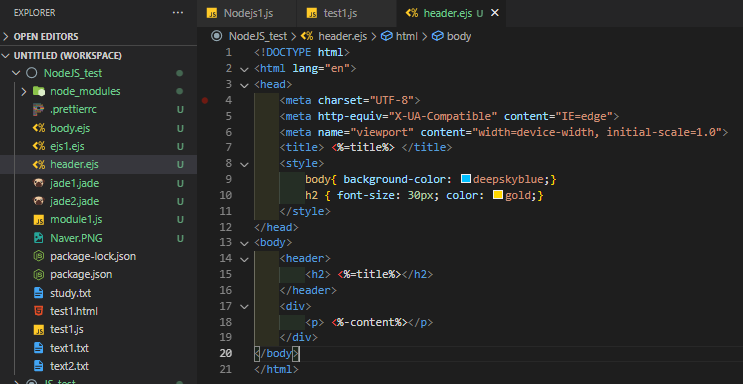 EXPLORER
Nodejs1.js
test1.js
header.ejs U
OPEN EDITORS
NodeJS_test > header.ejs > html > body
UNTITLED (WORKSPACE)
NodeJS_test
node_modules
.prettierrc U
body.ejs U
ejs1.ejs U
header.ejs U
jade1.jade U
jade2.jade U
module1.js U
Naver.PNG U
package-lock.json
package.json
study.txt
test1.html
test1.js
text1.txt
text2.txt
JS_test
1 <!DOCTYPE html>
2 <html lang="en">
3 <head>
4 <meta charset="UTF-8">
5 <meta http-equiv="X-UA-Compatible" content="IE=edge">
6 <meta name="viewport" content="width=device-width, initial-scale=1.0">
7 <title> <%=title%> </title>
8 <style>
9 body{ background-color: deepskyblue;}
10 h2 { font-size: 30px; color: gold;}
11 </style>
12 </head>
13 <body>
14 <header>
15 <h2> <%=title%></h2>
16 </header>
17 <div>
18 <p> <%-content%></p>
19 </div>
20 </body>
21 </html>